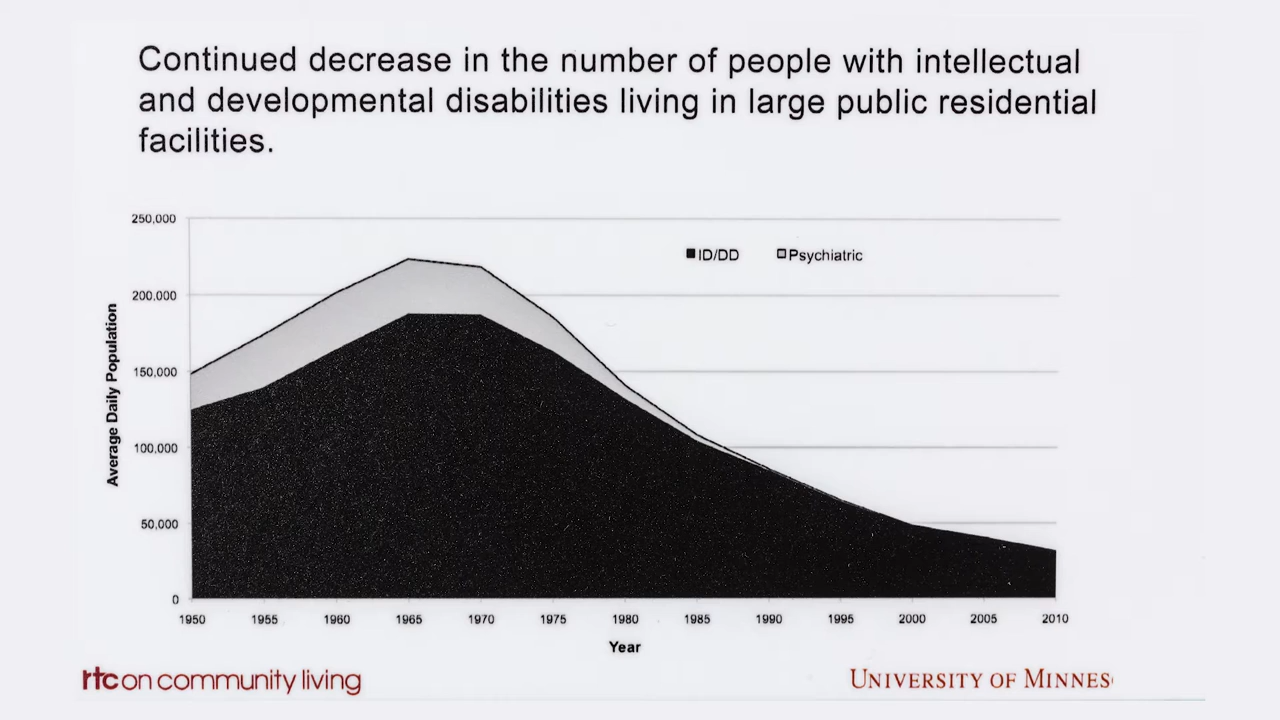 Continued decrease in the number of people with intellectual
and developmental disabilities living in large public residential
facilities.
250,000
ID/DD Psychiatric
200,000
150,000
100,000
50,000
0
Average Daily Population
1950 1955 1960 1965 1970 1975 1980 1985 1990 1995 2000 2005 2010
Year
rtc on community living
UNIVERSITY OF MINNES